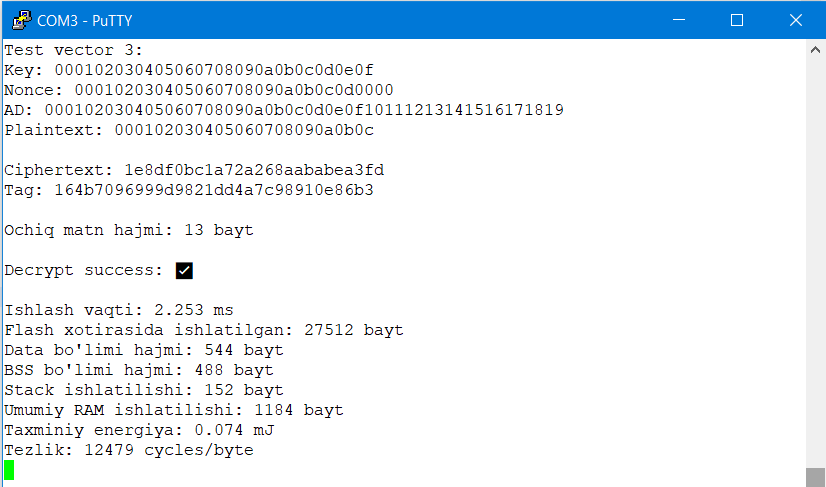 COM3 - PuTTY
Test vector 3:
Key: 000102030405060708090a0b0c0d0e0f
Nonce: 000102030405060708090a0b0c0d0000
AD: 000102030405060708090a0b0c0d0e0f10111213141516171819
Plaintext: 000102030405060708090a0b0c
Ciphertext: 1e8df0bc1a72a268aababea3fd
Tag: 164b7096999d9821dd4a7c98910e86b3
Ochiq matn hajmi: 13 bayt
Decrypt success: ✅
Ishlash vaqti: 2.253 ms
Flash xotirasida ishlatilgan: 27512 bayt
Data bo'limi hajmi: 544 bayt
BSS bo'limi hajmi: 488 bayt
Stack ishlatilishi: 152 bayt
Umumiy RAM ishlatilishi: 1184 bayt
Taxminiy energiya: 0.074 mJ
Tezlik: 12479 cycles/byte